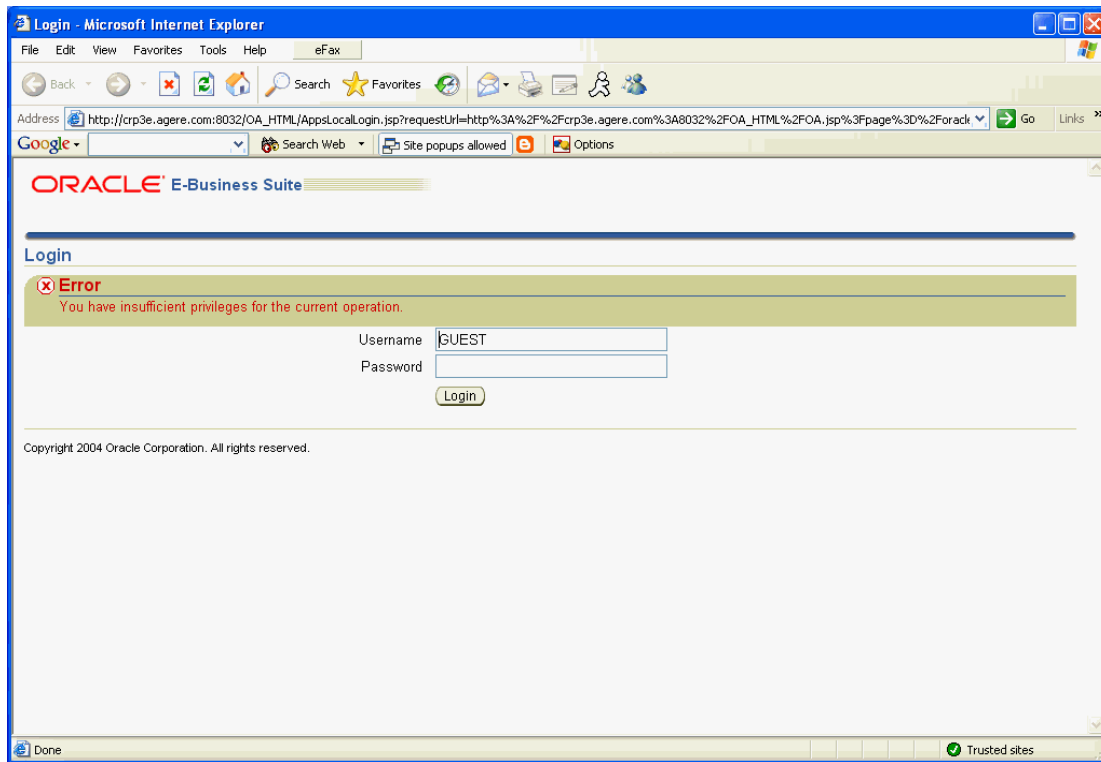 Login - Microsoft Internet Explorer
File Edit View Favorites Tools Help eFax
Back Search Favorites
Address http://crp3e.agere.com:8032/OA_HTML/AppsLocalLogin.jsp?requestUrl=http%3A%2F%2Fcrp3e.agere.com%3A8032%2FOA_HTML%2FOA.jsp%3Fpage%3D%2Forack Go Links »
Google Search Web Site popups allowed Options
ORACLE E-Business Suite
Login
Error
You have insufficient privileges for the current operation.
Username GUEST
Password
Login
Copyright 2004 Oracle Corporation. All rights reserved.
Done Trusted sites